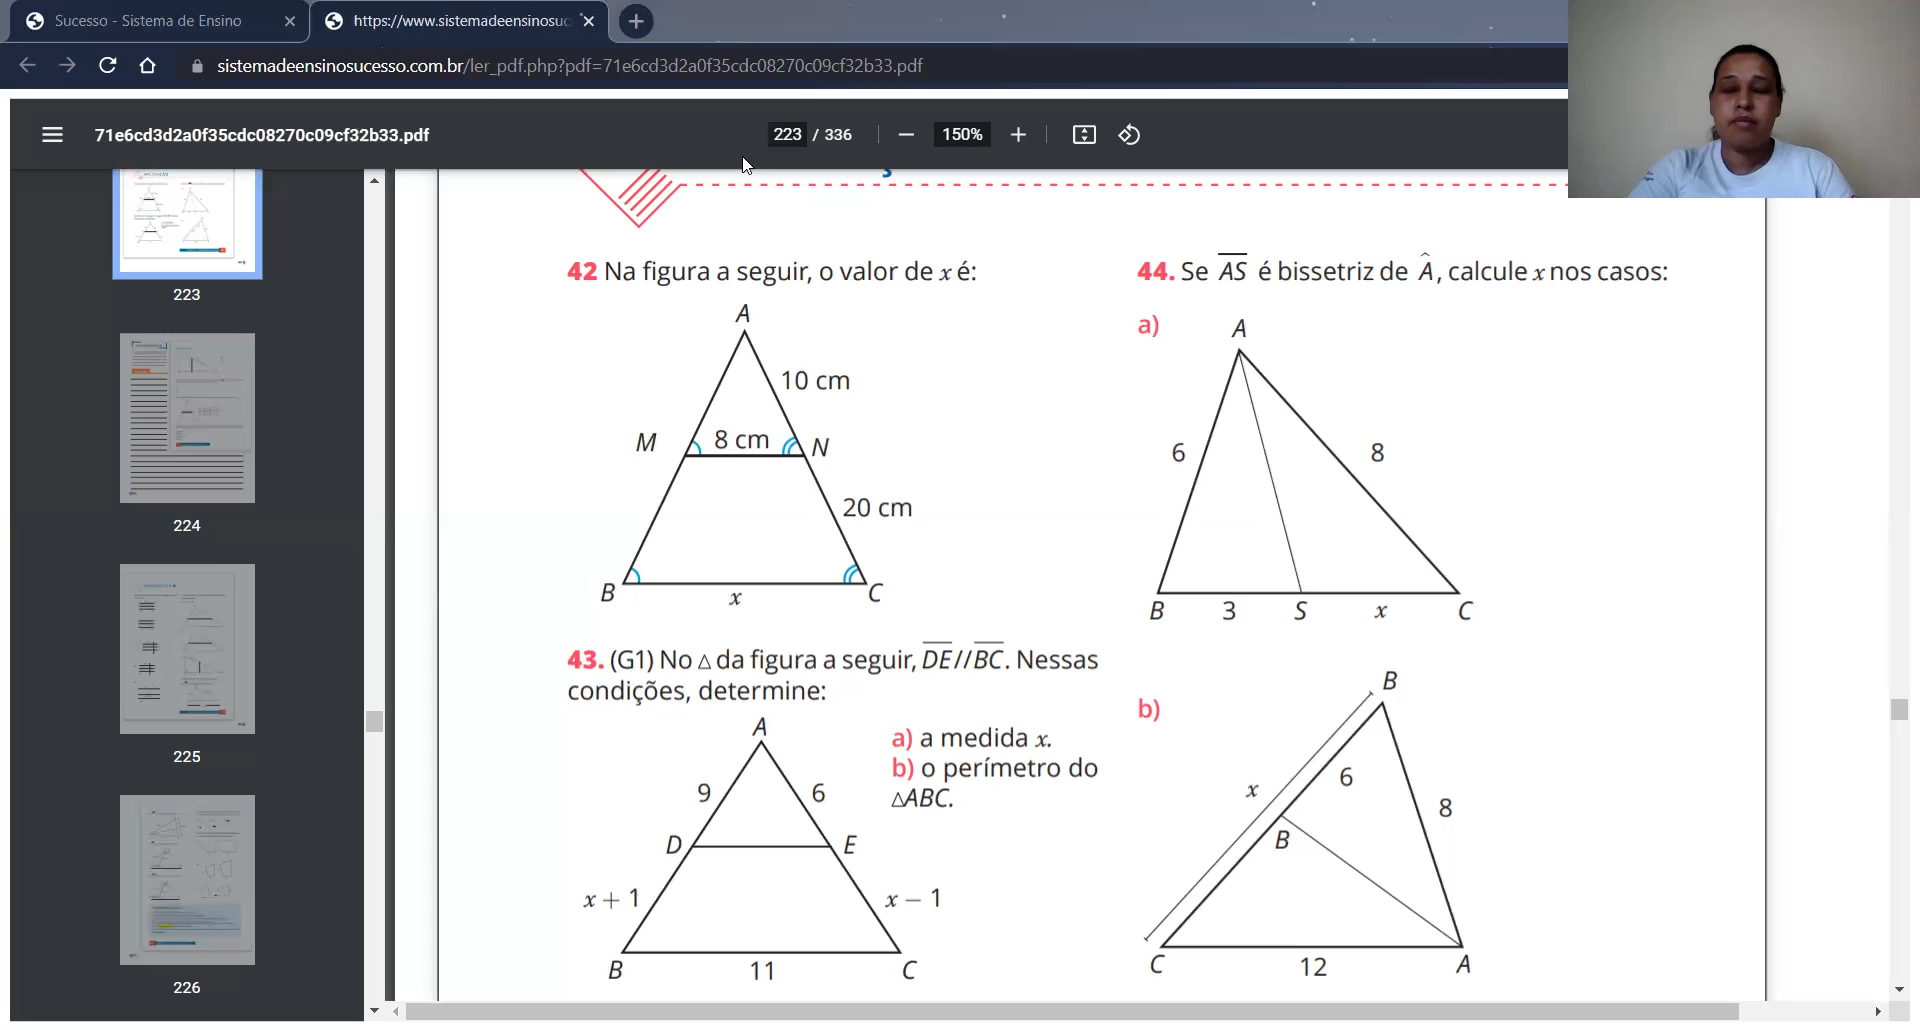 Sucesso - Sistema de Ensino
https://www.sistemadeensinosuc
sistemadeensinosucesso.com.br/ler_pdf.php?pdf=71e6cd3d2a0f35cdc08270c09cf32b33.pdf
71e6cd3d2a0f35cdc08270c09cf32b33.pdf
223 / 336
150%
223
224
225
226
42 Na figura a seguir, o valor de x é:
A
10 cm
M
8 cm
N
20 cm
B
x
C
43. (G1) No △ da figura a seguir, DE//BC. Nessas
condições, determine:
A
9
6
D
E
x + 1
x − 1
B
11
C
a) a medida x.
b) o perímetro do
△ABC.
44. Se AS é bissetriz de Â, calcule x nos casos:
a)
A
6
8
B
3
S
x
C
b)
B
x
6
8
B
C
12
A